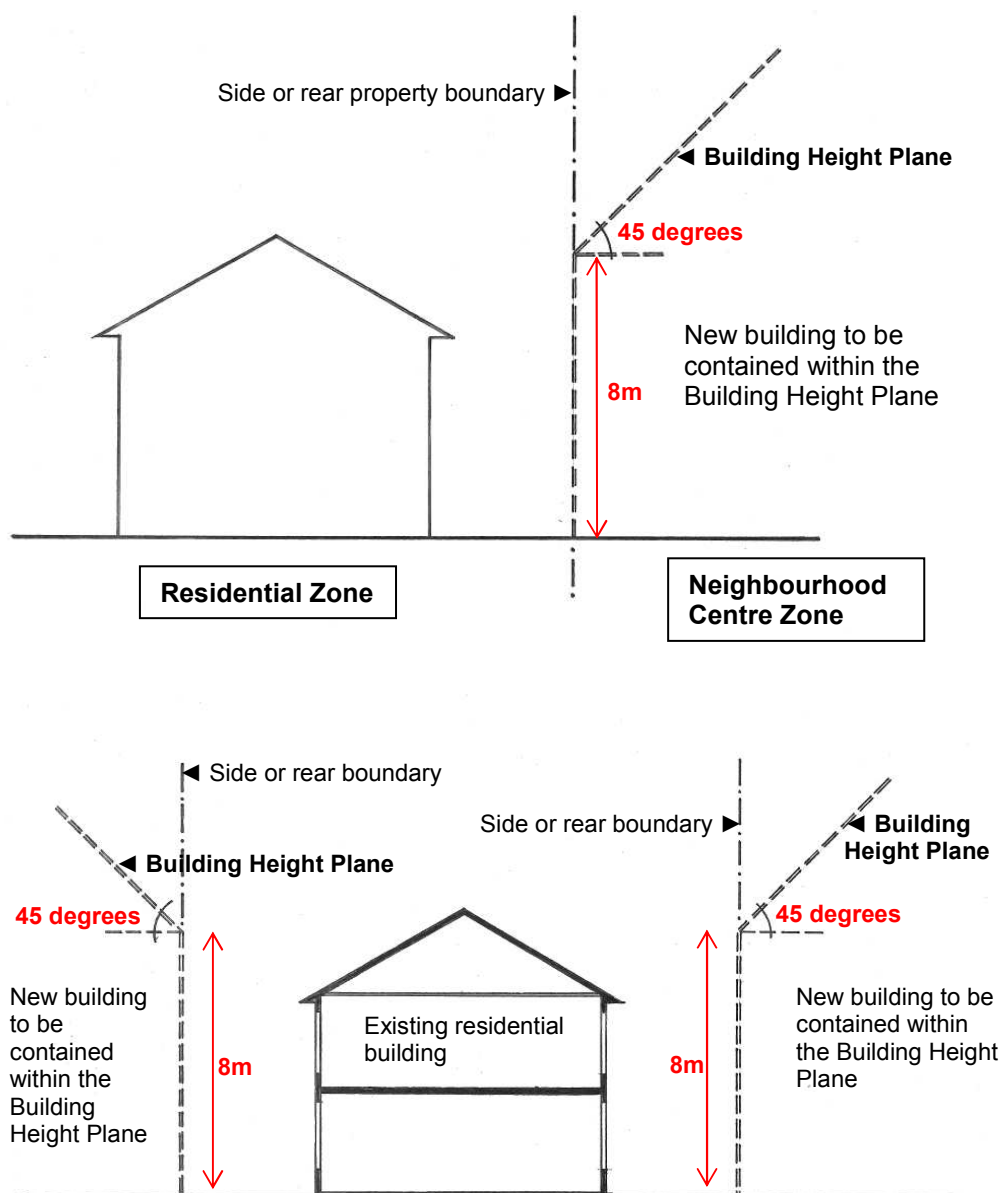 Side or rear property boundary ►
◄ Building Height Plane
45 degrees
New building to be
contained within the
Building Height Plane
8m
Residential Zone
Neighbourhood
Centre Zone
◄ Side or rear boundary
Side or rear boundary ►
◄ Building
Height Plane
◄ Building Height Plane
45 degrees
45 degrees
New building
to be
contained
within the
Building
Height Plane
8m
Existing residential
building
8m
New building to be
contained within
the Building Height
Plane